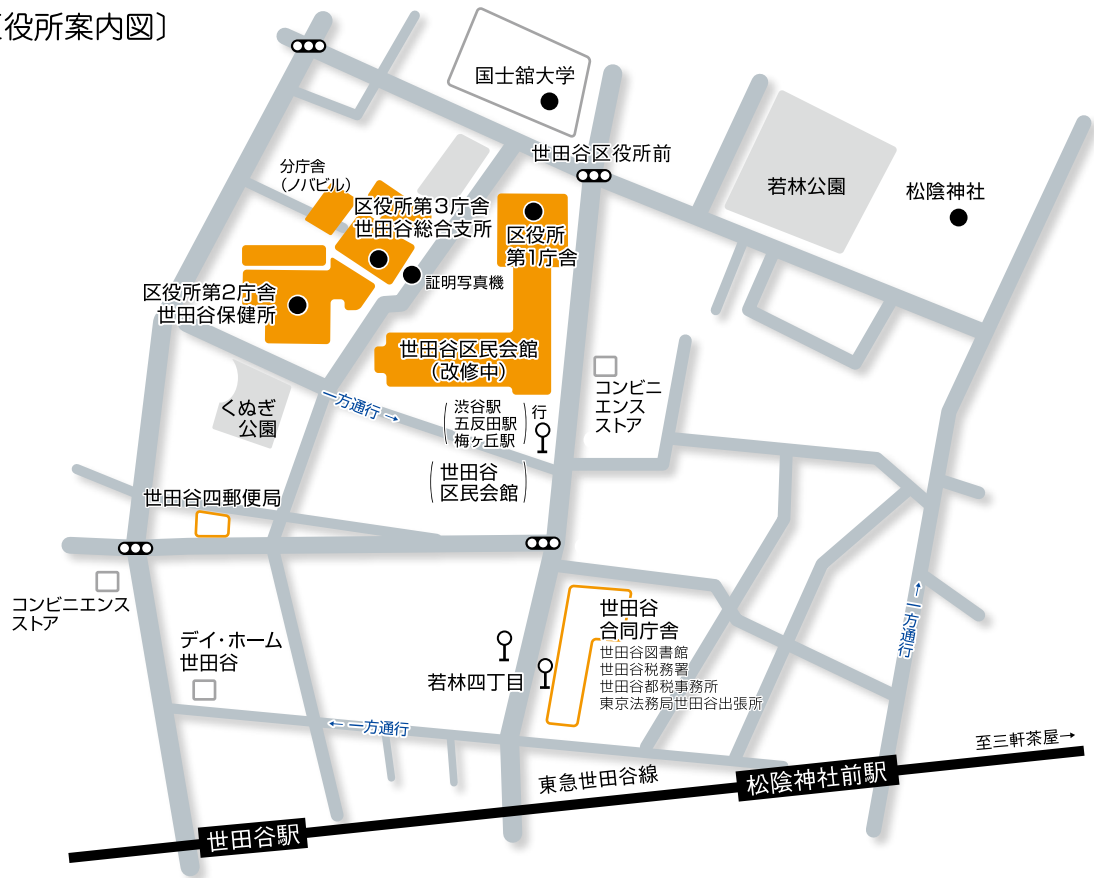 役所案内図〕
国士舘大学
世田谷区役所前
若林公園
松陰神社
分庁舎
(ノバビル)
区役所第3庁舎
世田谷総合支所
区役所
第1庁舎
証明写真機
区役所第2庁舎
世田谷保健所
世田谷区民会館
(改修中)
コンビニ
エンス
ストア
くぬぎ
公園
一方通行→
渋谷駅
五反田駅
梅ヶ丘駅
行
世田谷
区民会館
世田谷四郵便局
コンビニエンス
ストア
デイ・ホーム
世田谷
世田谷
合同庁舎
世田谷図書館
世田谷税務署
世田谷都税事務所
東京法務局世田谷出張所
若林四丁目
←一方通行
←一方通行
至三軒茶屋→
東急世田谷線
松陰神社前駅
世田谷駅